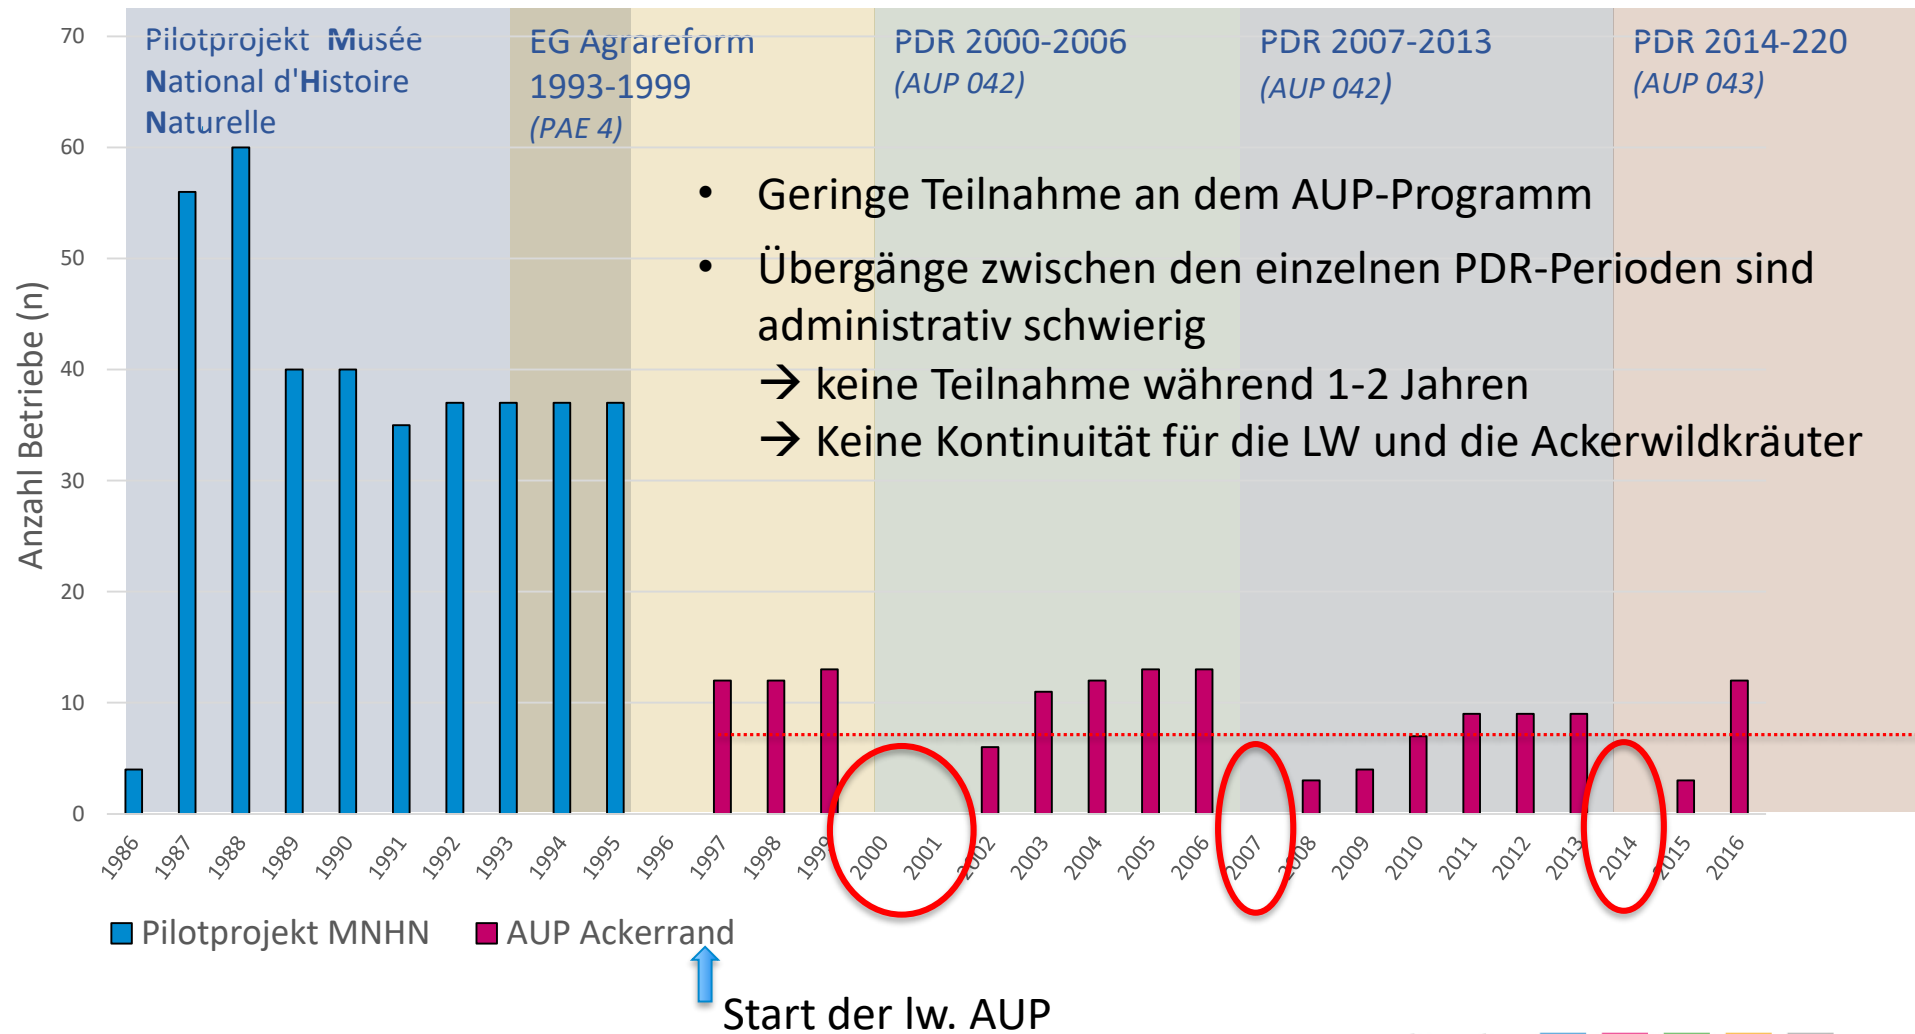 Pilotprojekt Musée
National d'Histoire
Naturelle
EG Agrareform
1993-1999
(PAE 4)
PDR 2000-2006
(AUP 042)
PDR 2007-2013
(AUP 042)
PDR 2014-220
(AUP 043)
• Geringe Teilnahme an dem AUP-Programm
• Übergänge zwischen den einzelnen PDR-Perioden sind
administrativ schwierig
→ keine Teilnahme während 1-2 Jahren
→ Keine Kontinuität für die LW und die Ackerwildkräuter
Anzahl Betriebe (n)
70
60
50
40
30
20
10
0
1986 1987 1988 1989 1990 1991 1992 1993 1994 1995 1996 1997 1998 1999 2000 2001 2002 2003 2004 2005 2006 2007 2008 2009 2010 2011 2012 2013 2014 2015 2016
Pilotprojekt MNHN AUP Ackerrand
Start der lw. AUP